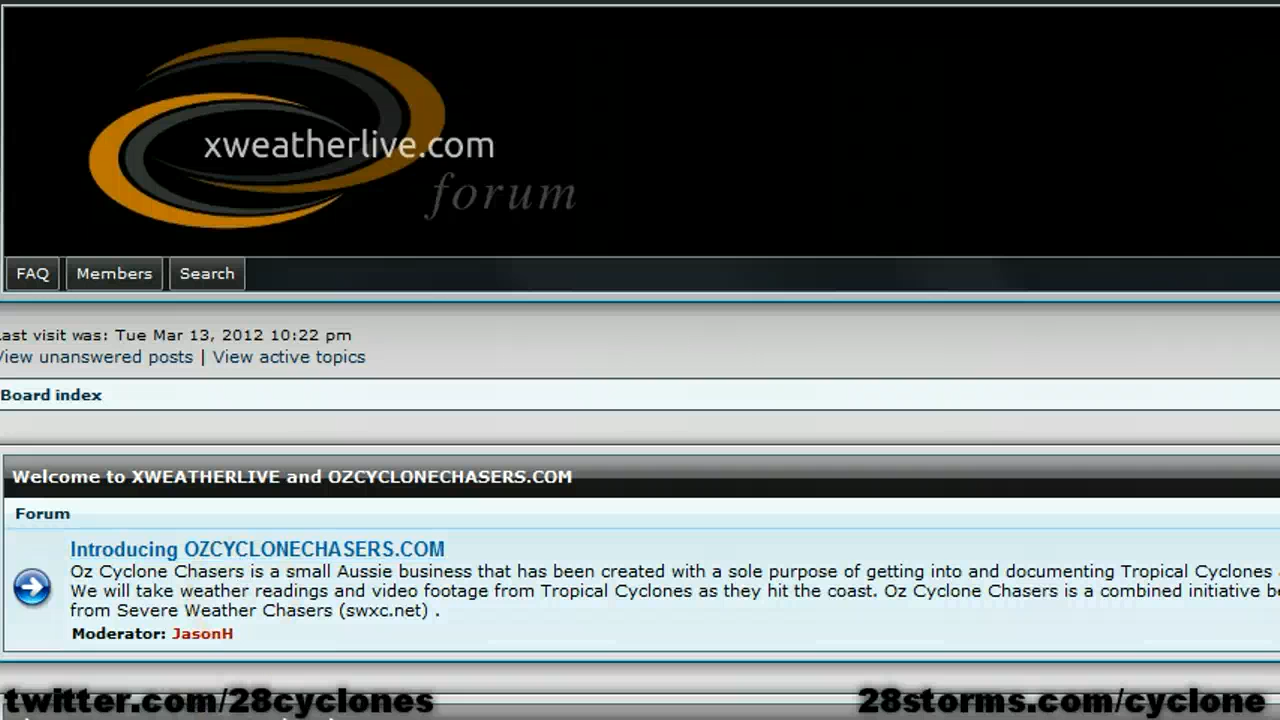 xweatherlive.com
forum
FAQ Members Search
ast visit was: Tue Mar 13, 2012 10:22 pm
View unanswered posts | View active topics
Board index
Welcome to XWEATHERLIVE and OZCYCLONECHASERS.COM
Forum
Introducing OZCYCLONECHASERS.COM
Oz Cyclone Chasers is a small Aussie business that has been created with a sole purpose of getting into and documenting Tropical Cyclones
We will take weather readings and video footage from Tropical Cyclones as they hit the coast. Oz Cyclone Chasers is a combined initiative be
from Severe Weather Chasers (swxc.net) .
Moderator: JasonH
twitter.com/28cyclones 28storms.com/cyclone